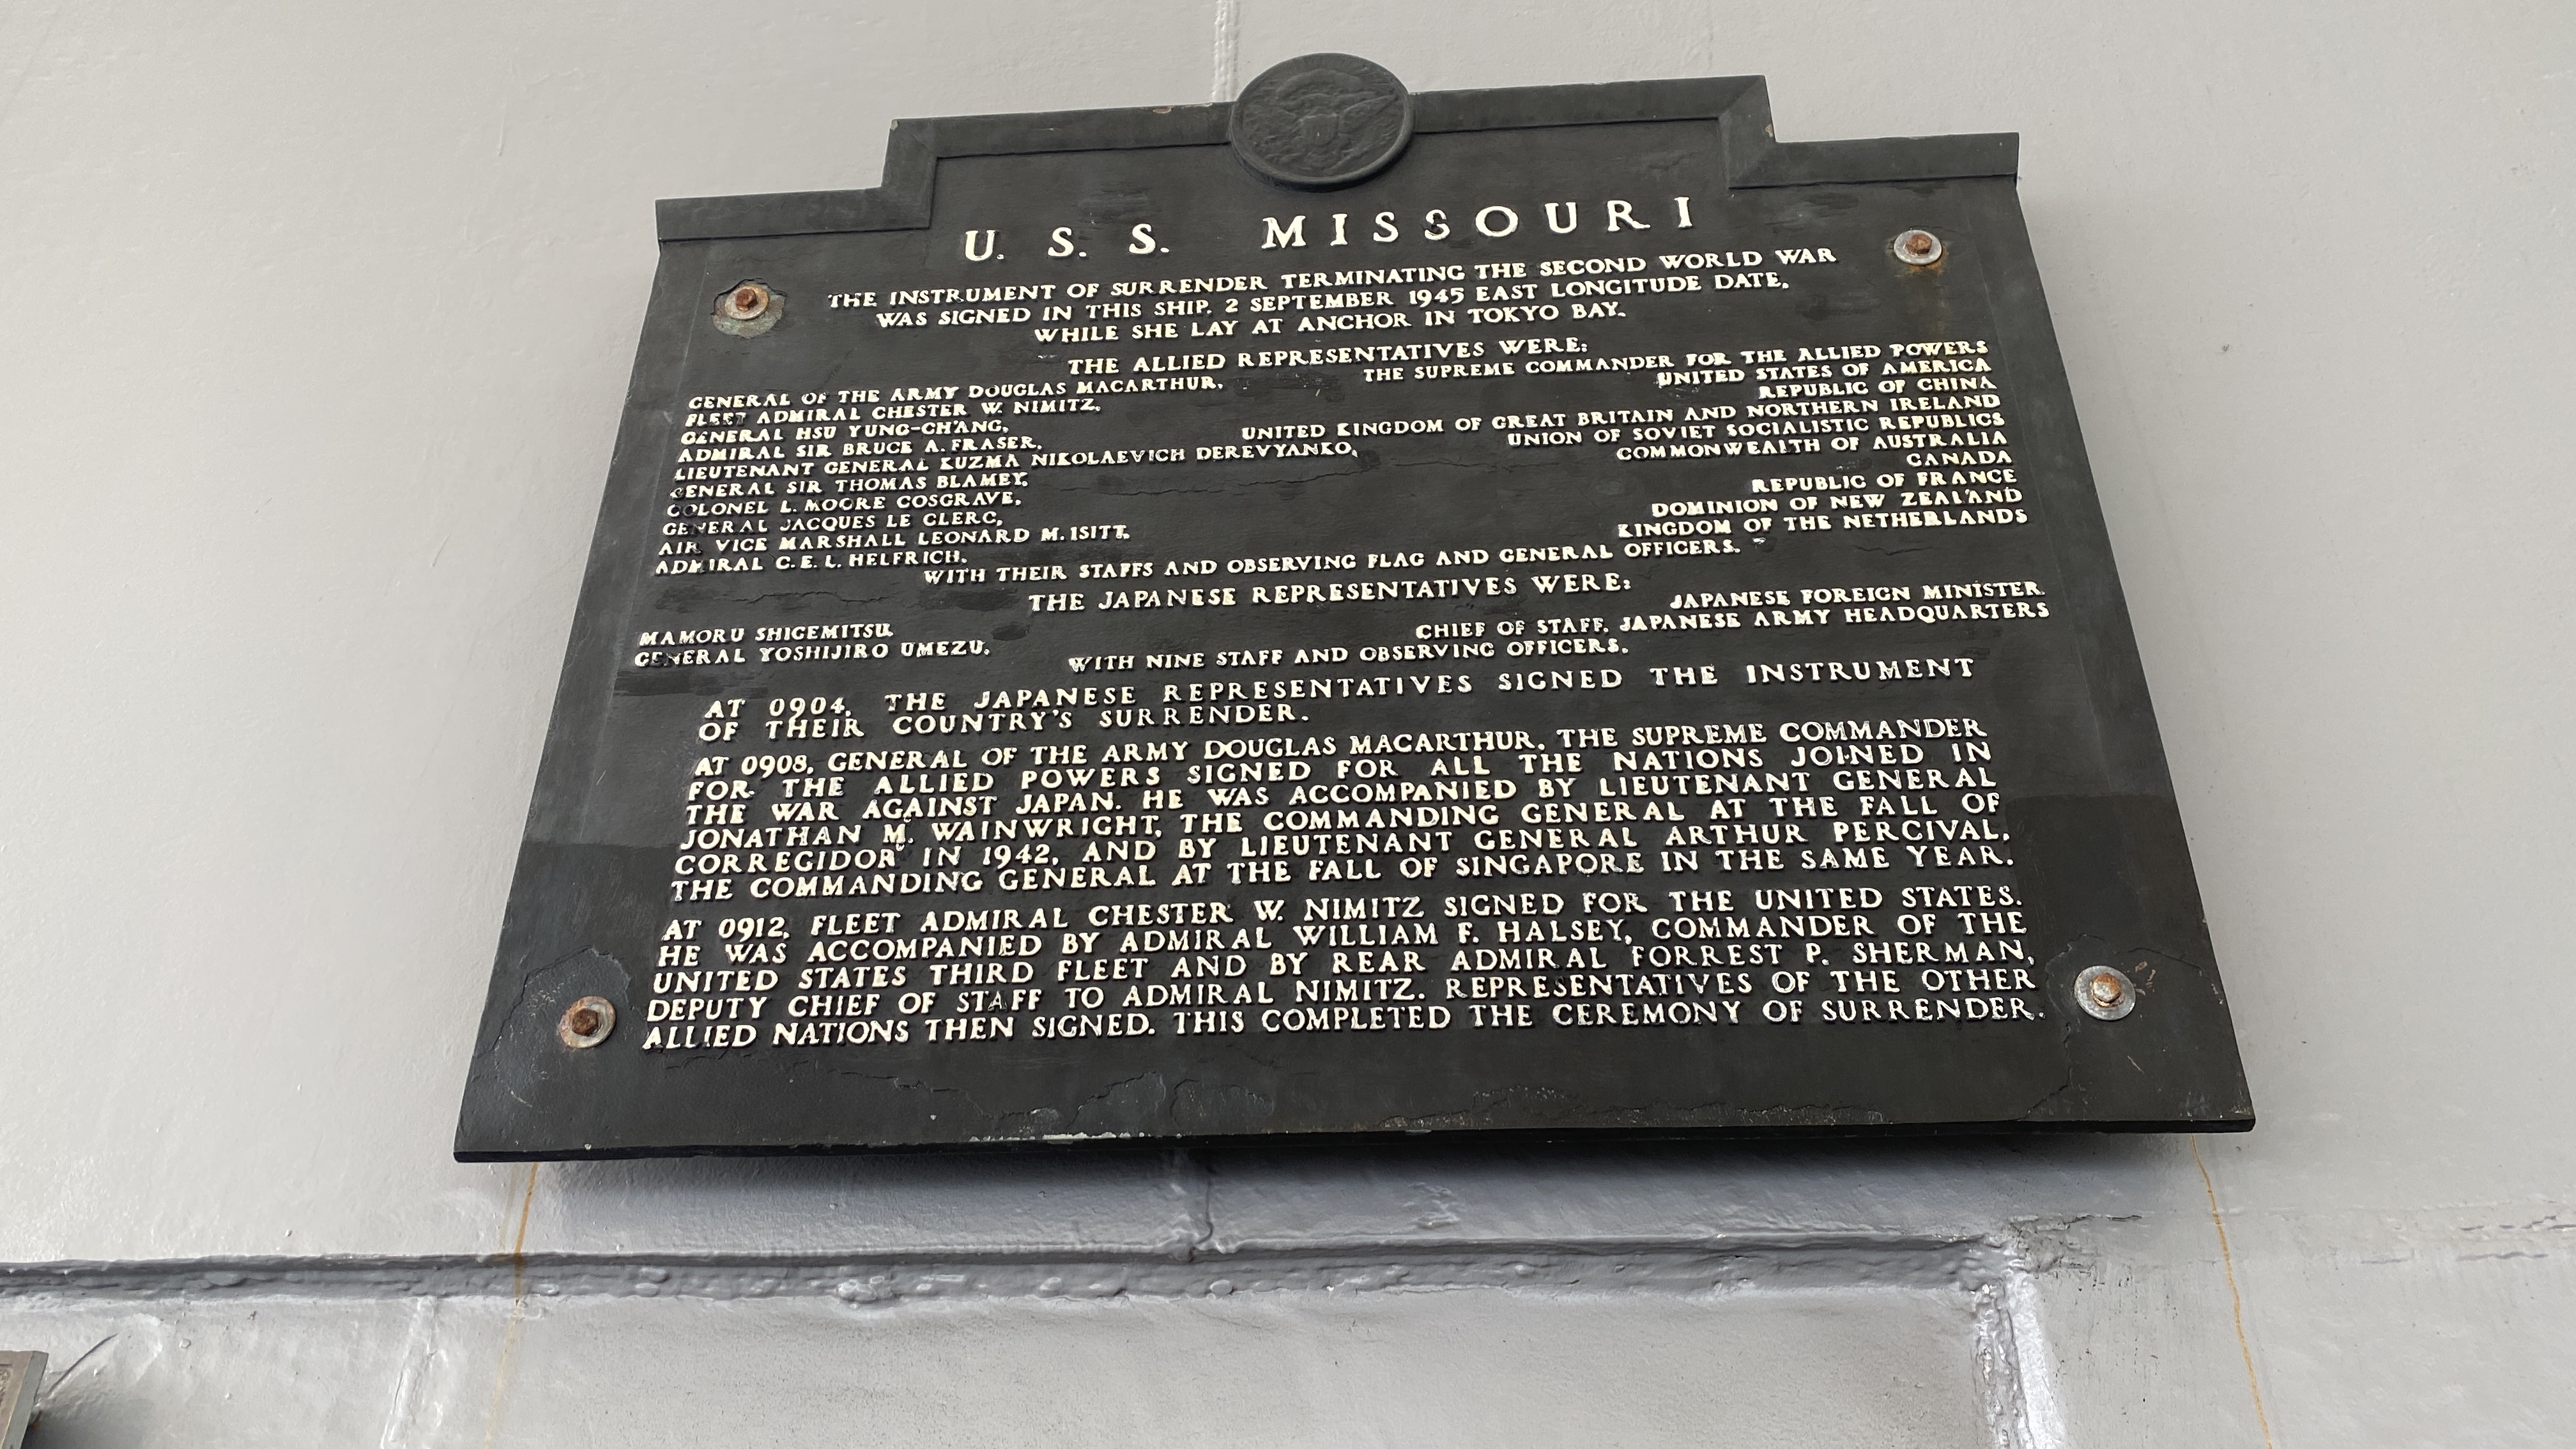 U. S. S. MISSOURI
THE INSTRUMENT OF SURRENDER TERMINATING THE SECOND WORLD WAR
WAS SIGNED IN THIS SHIP. 2 SEPTEMBER 1945 EAST LONGITUDE DATE,
WHILE SHE LAY AT ANCHOR IN TOKYO BAY.
THE ALLIED REPRESENTATIVES WERE:
GENERAL OF THE ARMY DOUGLAS MACARTHUR, THE SUPREME COMMANDER FOR THE ALLIED POWERS
FLEET ADMIRAL CHESTER W. NIMITZ, UNITED STATES OF AMERICA
GENERAL HSU YUNG-CH'ANG, REPUBLIC OF CHINA
ADMIRAL SIR BRUCE A. FRASER, UNITED KINGDOM OF GREAT BRITAIN AND NORTHERN IRELAND
LIEUTENANT GENERAL KUZMA NIKOLAEVICH DEREVYANKO, UNION OF SOVIET SOCIALISTIC REPUBLICS
GENERAL SIR THOMAS BLAMEY, COMMONWEALTH OF AUSTRALIA
COLONEL L. MOORE COSGRAVE, CANADA
GENERAL JACQUES LE CLERC, REPUBLIC OF FRANCE
AIR VICE MARSHALL LEONARD M. ISITT, DOMINION OF NEW ZEALAND
ADMIRAL C. E. L. HELFRICH, KINGDOM OF THE NETHERLANDS
WITH THEIR STAFFS AND OBSERVING FLAG AND GENERAL OFFICERS.
THE JAPANESE REPRESENTATIVES WERE:
MAMORU SHIGEMITSU, JAPANESE FOREIGN MINISTER.
GENERAL YOSHIJIRO UMEZU, CHIEF OF STAFF, JAPANESE ARMY HEADQUARTERS
WITH NINE STAFF AND OBSERVING OFFICERS.
AT 0904, THE JAPANESE REPRESENTATIVES SIGNED THE INSTRUMENT
OF THEIR COUNTRY'S SURRENDER.
AT 0908, GENERAL OF THE ARMY DOUGLAS MACARTHUR, THE SUPREME COMMANDER
FOR THE ALLIED POWERS SIGNED FOR ALL THE NATIONS JOINED IN
THE WAR AGAINST JAPAN. HE WAS ACCOMPANIED BY LIEUTENANT GENERAL
JONATHAN M. WAINWRIGHT, THE COMMANDING GENERAL AT THE FALL OF
CORREGIDOR IN 1942, AND BY LIEUTENANT GENERAL ARTHUR PERCIVAL,
THE COMMANDING GENERAL AT THE FALL OF SINGAPORE IN THE SAME YEAR.
AT 0912, FLEET ADMIRAL CHESTER W. NIMITZ SIGNED FOR THE UNITED STATES.
HE WAS ACCOMPANIED BY ADMIRAL WILLIAM F. HALSEY, COMMANDER OF THE
UNITED STATES THIRD FLEET AND BY REAR ADMIRAL FORREST P. SHERMAN,
DEPUTY CHIEF OF STAFF TO ADMIRAL NIMITZ. REPRESENTATIVES OF THE OTHER
ALLIED NATIONS THEN SIGNED. THIS COMPLETED THE CEREMONY OF SURRENDER.